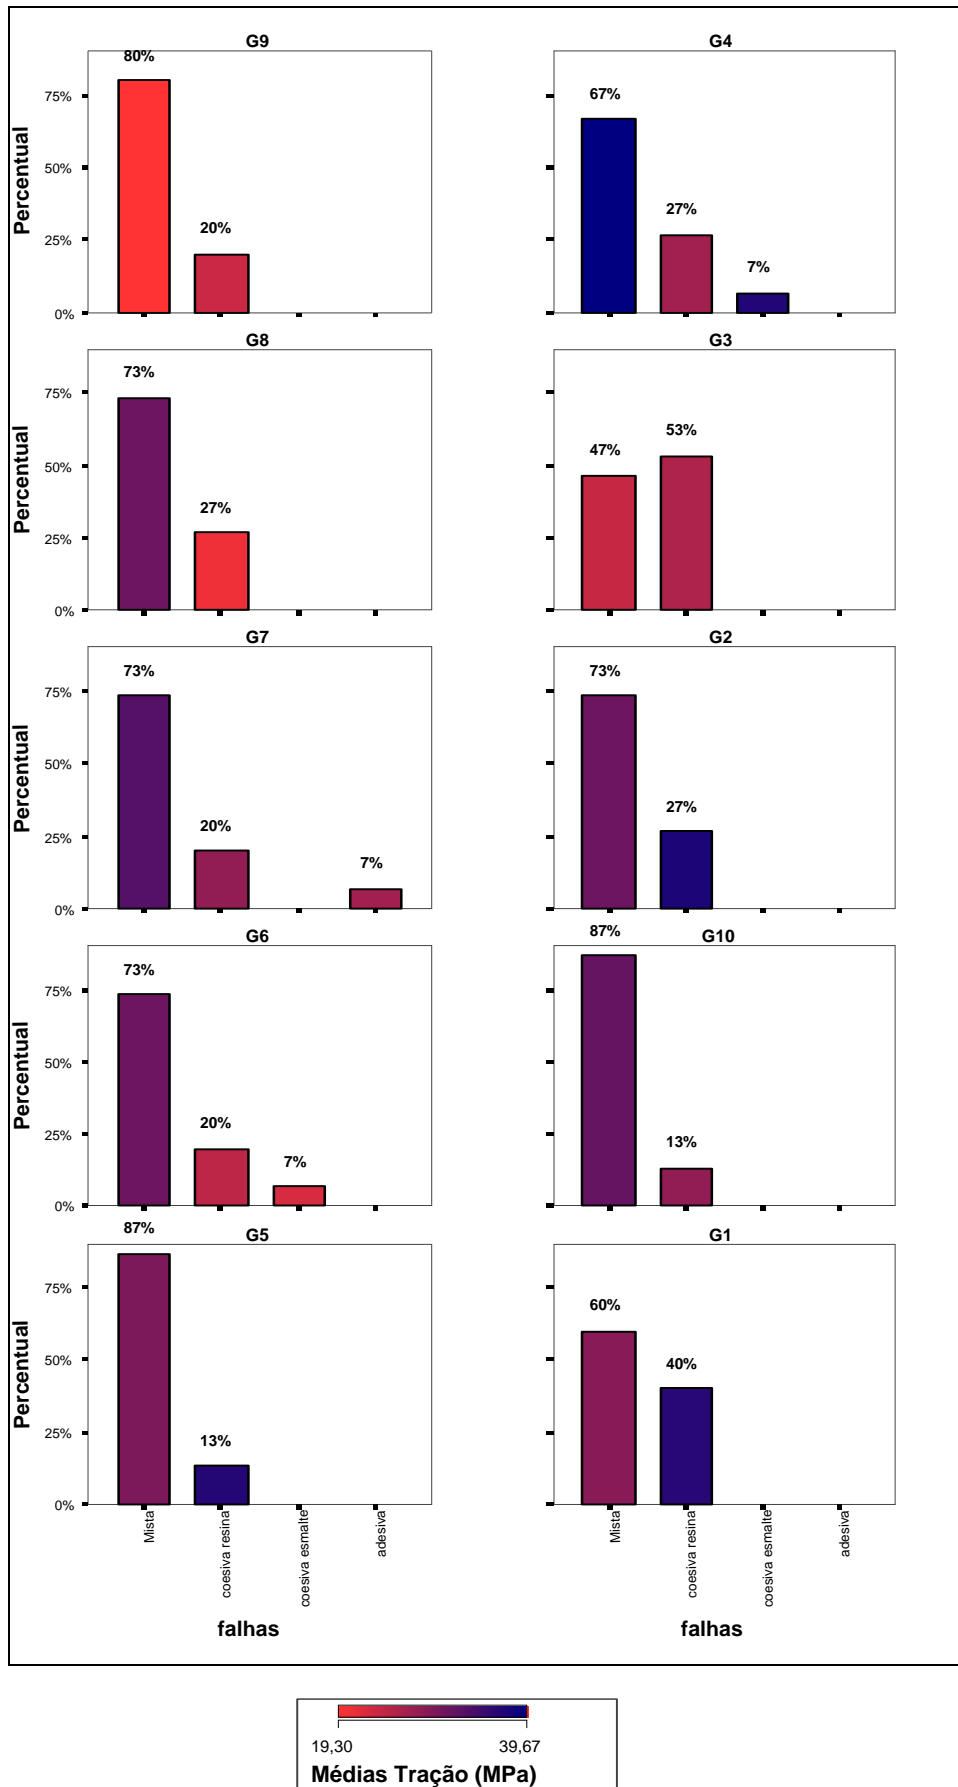 G9
80%
75%
50%
25%
0%
20%
Percentual
G4
67%
27%
7%
G8
73%
75%
50%
25%
0%
27%
Percentual
G3
47%
53%
G7
73%
75%
50%
25%
0%
20%
7%
Percentual
G2
73%
27%
G6
73%
75%
50%
25%
0%
20%
7%
Percentual
G10
87%
13%
G5
87%
75%
50%
25%
0%
13%
Percentual
Mista
coesiva resina
coesiva esmalte
adesiva
falhas
G1
60%
40%
Mista
coesiva resina
coesiva esmalte
adesiva
falhas
19,30 39,67
Médias Tração (MPa)